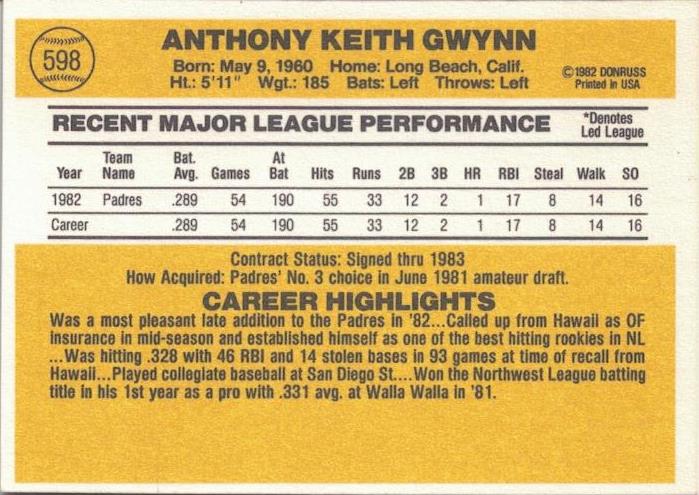 598
ANTHONY KEITH GWYNN
Born: May 9, 1960 Home: Long Beach, Calif.
Ht.: 5'11" Wgt.: 185 Bats: Left Throws: Left
©1982 DONRUSS
Printed in USA
RECENT MAJOR LEAGUE PERFORMANCE
*Denotes
Led League
Year Team Name Bat. Avg. Games At Bat Hits Runs 2B 3B HR RBI Steal Walk SO
1982 Padres .289 54 190 55 33 12 2 1 17 8 14 16
Career .289 54 190 55 33 12 2 1 17 8 14 16
Contract Status: Signed thru 1983
How Acquired: Padres' No. 3 choice in June 1981 amateur draft.
CAREER HIGHLIGHTS
Was a most pleasant late addition to the Padres in '82...Called up from Hawaii as OF
insurance in mid-season and established himself as one of the best hitting rookies in NL
...Was hitting .328 with 46 RBI and 14 stolen bases in 93 games at time of recall from
Hawaii...Played collegiate baseball at San Diego St....Won the Northwest League batting
title in his 1st year as a pro with .331 avg. at Walla Walla in '81.